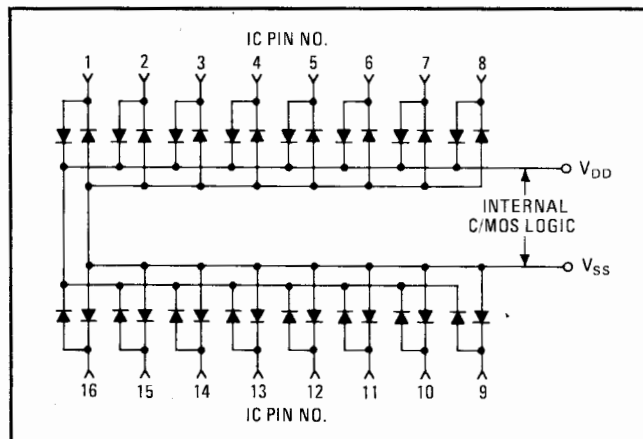 IC PIN NO.
1 2 3 4 5 6 7 8
V_DD
INTERNAL
C/MOS LOGIC
V_SS
16 15 14 13 12 11 10 9
IC PIN NO.